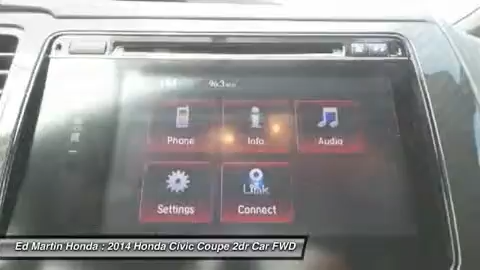 Phone
Info
Audio
Settings
Link
Connect
Ed Martin Honda : 2014 Honda Civic Coupe 2dr Car FWD